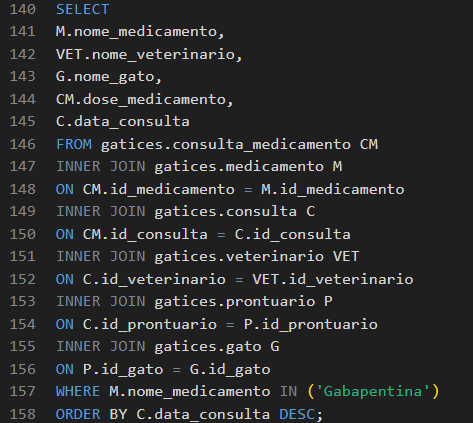 140 SELECT
141 M.nome_medicamento,
142 VET.nome_veterinario,
143 G.nome_gato,
144 CM.dose_medicamento,
145 C.data_consulta
146 FROM gatices.consulta_medicamento CM
147 INNER JOIN gatices.medicamento M
148 ON CM.id_medicamento = M.id_medicamento
149 INNER JOIN gatices.consulta C
150 ON CM.id_consulta = C.id_consulta
151 INNER JOIN gatices.veterinario VET
152 ON C.id_veterinario = VET.id_veterinario
153 INNER JOIN gatices.prontuario P
154 ON C.id_prontuario = P.id_prontuario
155 INNER JOIN gatices.gato G
156 ON P.id_gato = G.id_gato
157 WHERE M.nome_medicamento IN ('Gabapentina')
158 ORDER BY C.data_consulta DESC;